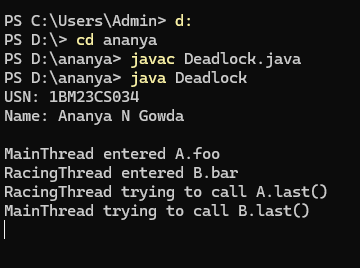 PS C:\Users\Admin> d:
PS D:\> cd ananya
PS D:\ananya> javac Deadlock.java
PS D:\ananya> java Deadlock
USN: 1BM23CS034
Name: Ananya N Gowda
MainThread entered A.foo
RacingThread entered B.bar
RacingThread trying to call A.last()
MainThread trying to call B.last()